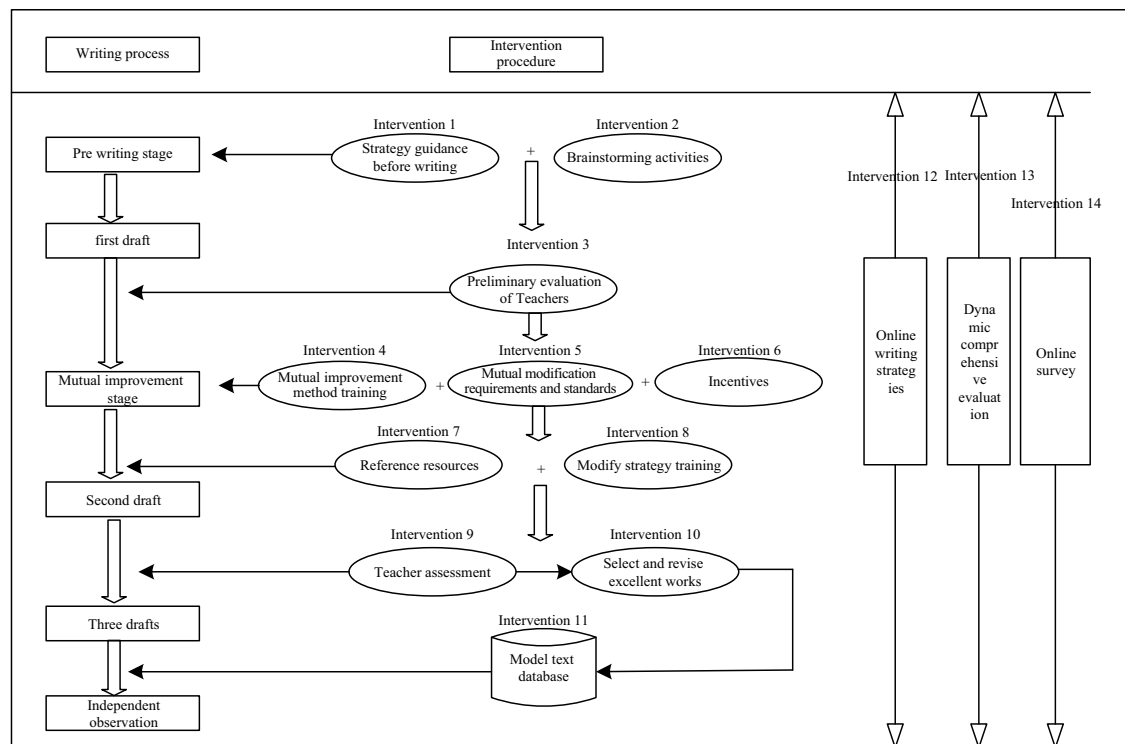 Writing process
Intervention
procedure
Intervention 1
Intervention 2
Pre writing stage
Strategy guidance
before writing
+
Brainstorming activities
Intervention 12
Intervention 13
Intervention 14
first draft
Intervention 3
Preliminary evaluation
of Teachers
Intervention 4
Intervention 5
Intervention 6
Mutual improvement
stage
Mutual improvement
method training
+
Mutual modification
requirements and standards
+
Incentives
Online
writing
strateg
ies
Dyna
mic
compr
ehens
ive
evalua
tion
Online
survey
Intervention 7
Intervention 8
Reference resources
+
Modify strategy training
Second draft
Intervention 9
Intervention 10
Teacher assessment
Select and revise
excellent works
Three drafts
Intervention 11
Model text
database
Independent
observation